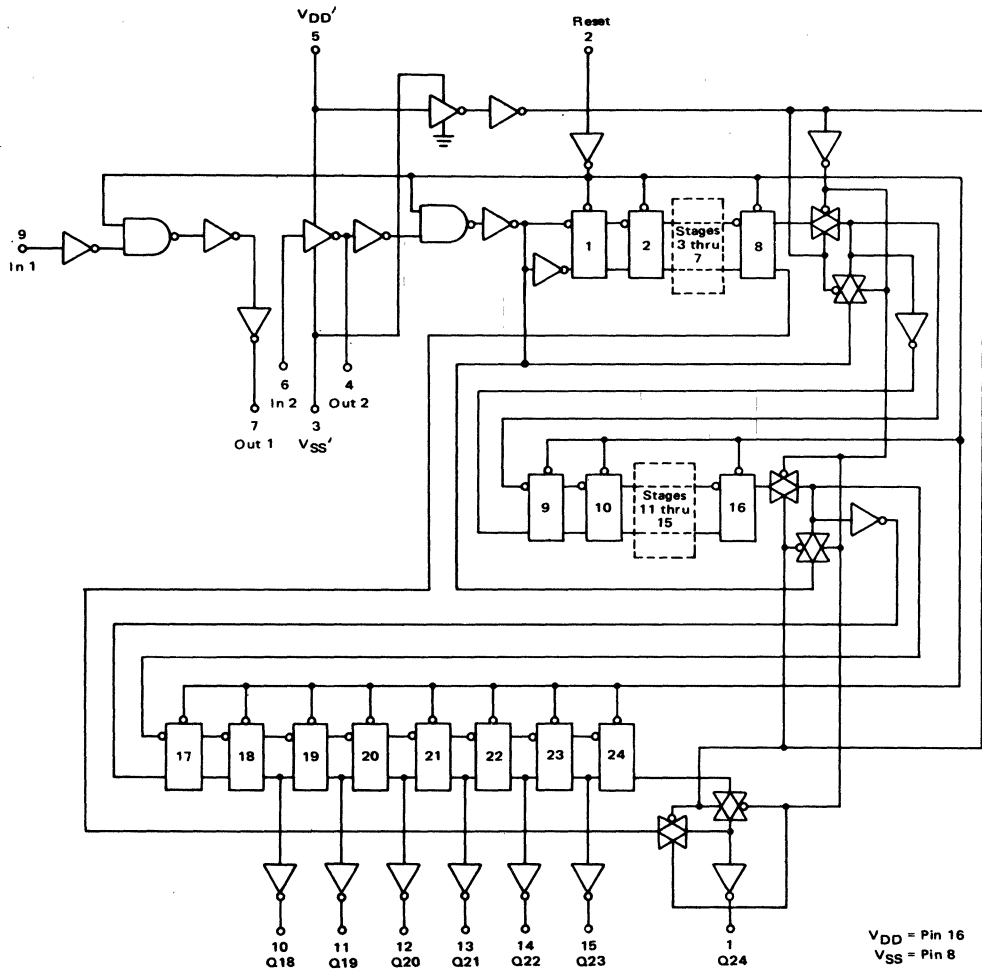 VDD'
5
Reset
2
9
In 1
1
2
Stages
3 thru
7
8
6
In 2
4
Out 2
7
Out 1
3
VSS'
9
10
Stages
11 thru
15
16
17
18
19
20
21
22
23
24
10
Q18
11
Q19
12
Q20
13
Q21
14
Q22
15
Q23
1
Q24
VDD = Pin 16
VSS = Pin 8